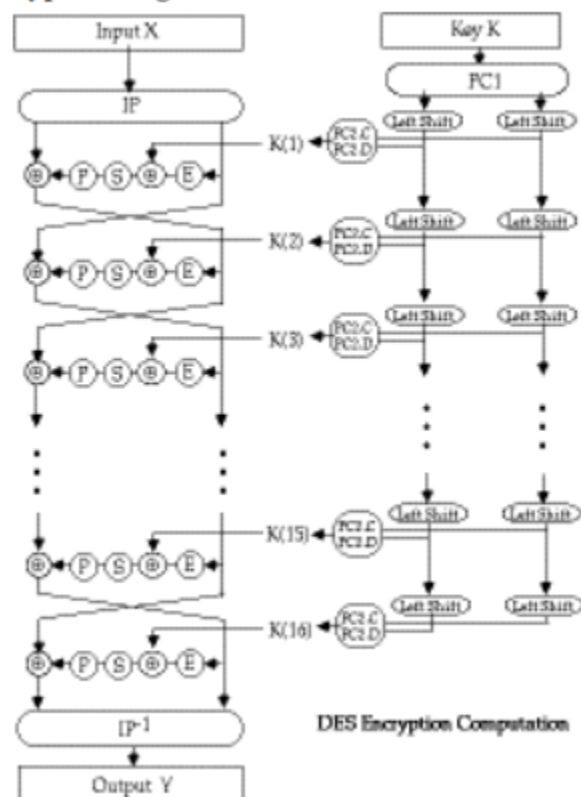 Input X
Key K
IP
PC1
Left Shift Left Shift
PC2.C
PC2.D
K(1)
⊕ P S ⊕ E
Left Shift Left Shift
PC2.C
PC2.D
K(2)
⊕ P S ⊕ E
Left Shift Left Shift
PC2.C
PC2.D
K(3)
⊕ P S ⊕ E
Left Shift Left Shift
PC2.C
PC2.D
K(15)
⊕ P S ⊕ E
Left Shift Left Shift
PC2.C
PC2.D
K(16)
⊕ P S ⊕ E
IP⁻¹
DES Encryption Computation
Output Y